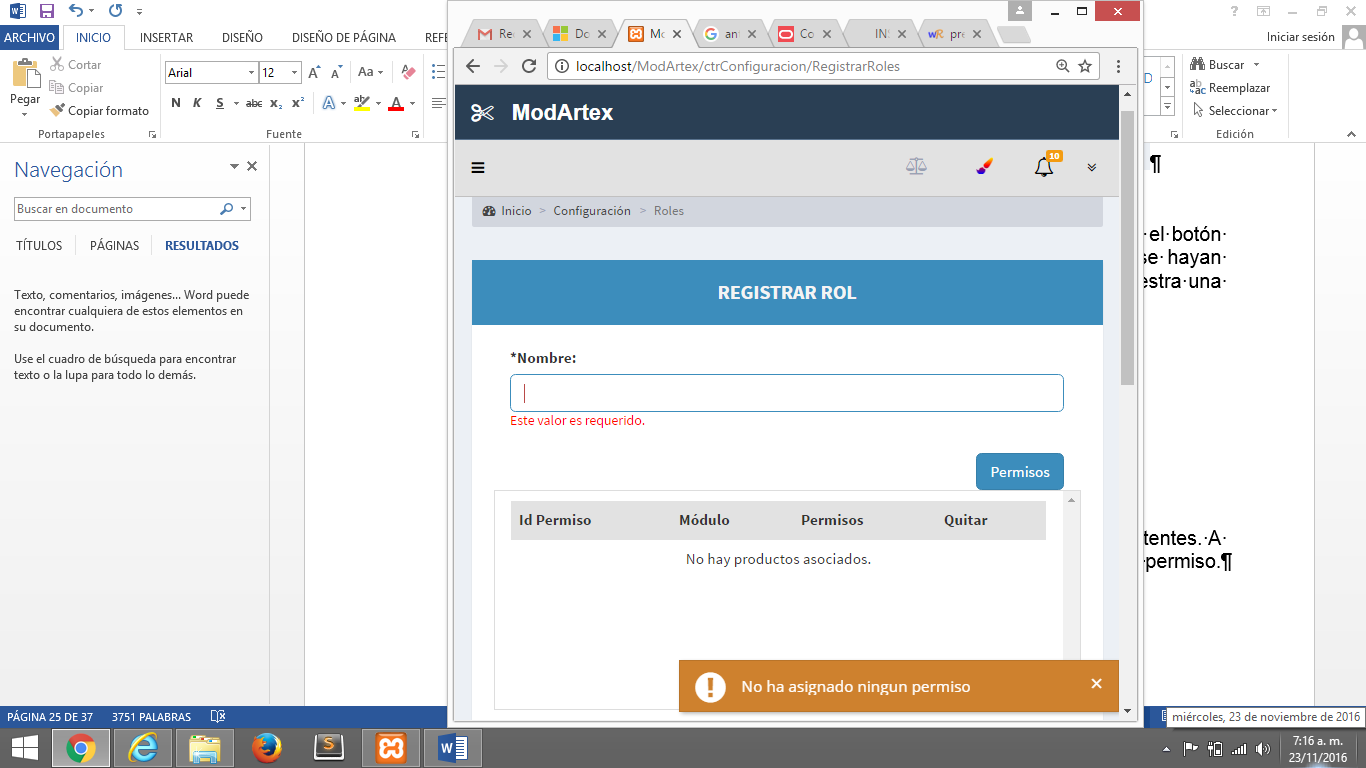 ARCHIVO INICIO INSERTAR DISEÑO DISEÑO DE PÁGINA REFE
Iniciar sesión
Pegar
Cortar
Copiar
Copiar formato
Portapapeles
Arial 12
Aa
N K S abc x₂ x²
A A
Fuente
Buscar
Reemplazar
Seleccionar
Edición
Navegación
Buscar en documento
TÍTULOS PÁGINAS RESULTADOS
Texto, comentarios, imágenes... Word puede
encontrar cualquiera de estos elementos en
su documento.
Use el cuadro de búsqueda para encontrar
texto o la lupa para todo lo demás.
Re Do Mo an Co IN: pre
localhost/ModArtex/ctrConfiguracion/RegistrarRoles
ModArtex
10
Inicio > Configuración > Roles
REGISTRAR ROL
*Nombre:
Este valor es requerido.
Permisos
Id Permiso Módulo Permisos Quitar
No hay productos asociados.
No ha asignado ningun permiso
¶
el botón
se hayan
estra una
tentes. A
permiso.¶
PÁGINA 25 DE 37 3751 PALABRAS
miércoles, 23 de noviembre de 2016
7:16 a. m.
23/11/2016